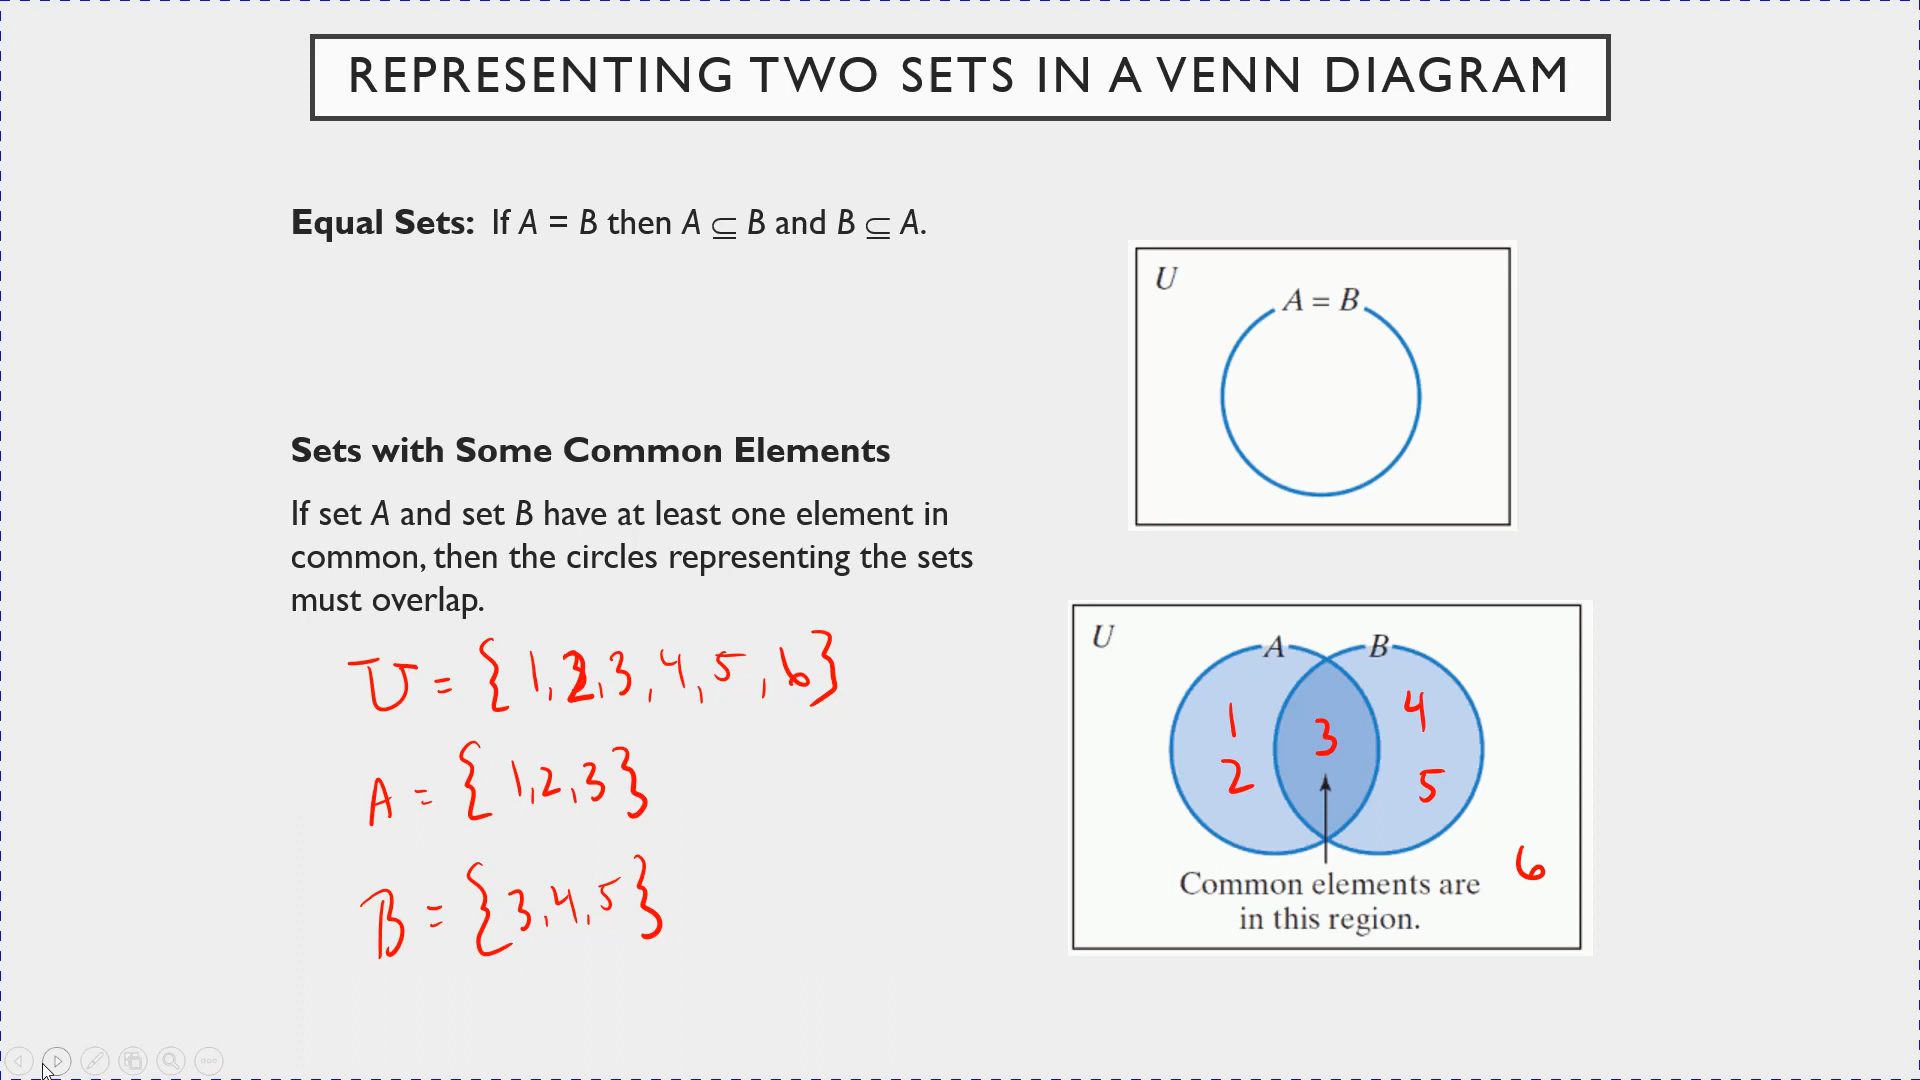 REPRESENTING TWO SETS IN A VENN DIAGRAM
Equal Sets: If A = B then A ⊆ B and B ⊆ A.
U
A = B
Sets with Some Common Elements
If set A and set B have at least one element in
common, then the circles representing the sets
must overlap.
U = { 1, 2, 3, 4, 5, 6 }
A = { 1, 2, 3 }
B = { 3, 4, 5 }
U
A B
1 3 4
2 5
6
Common elements are
in this region.